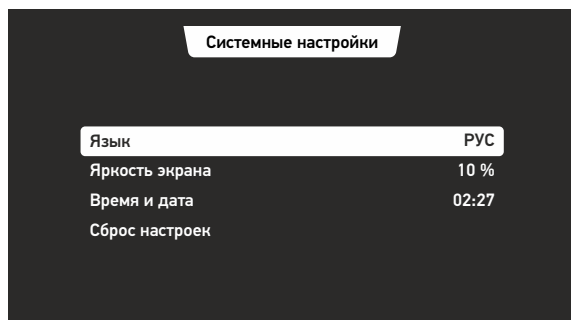 Системные настройки
Язык РУС
Яркость экрана 10 %
Время и дата 02:27
Сброс настроек